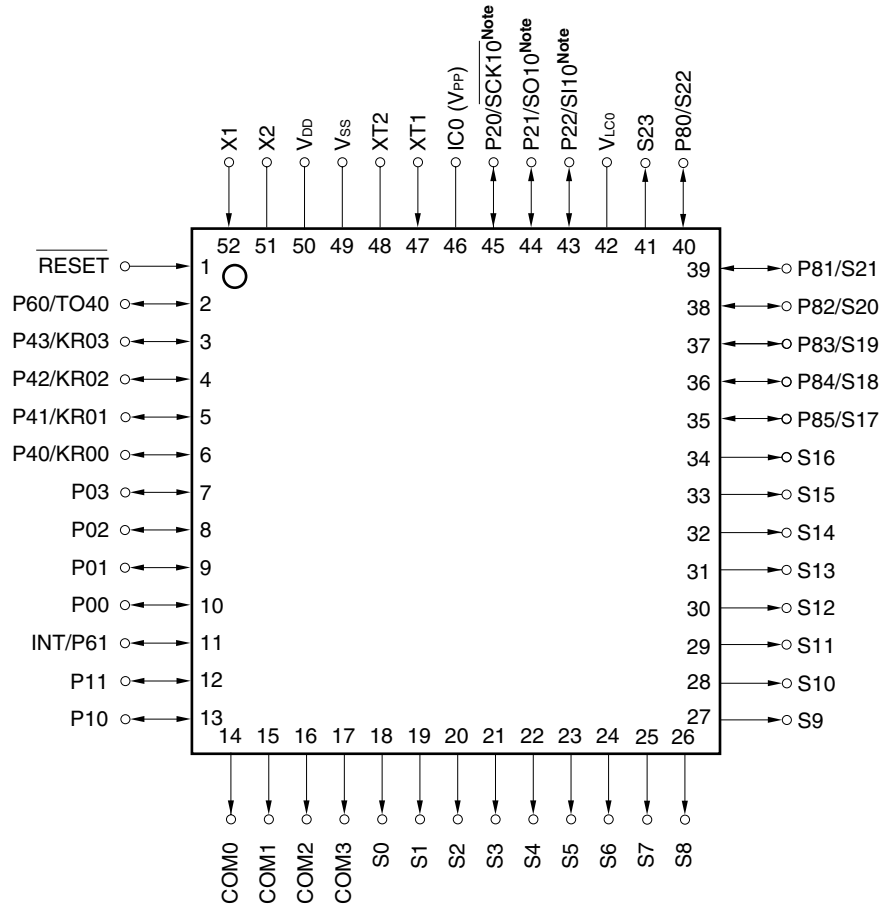 X1
X2
VDD
VSS
XT2
XT1
IC0 (VPP)
P20/SCK10Note
P21/SO10Note
P22/SI10Note
VLC0
S23
P80/S22
52 51 50 49 48 47 46 45 44 43 42 41 40
RESET 1
P60/TO40 2
P43/KR03 3
P42/KR02 4
P41/KR01 5
P40/KR00 6
P03 7
P02 8
P01 9
P00 10
INT/P61 11
P11 12
P10 13
39 P81/S21
38 P82/S20
37 P83/S19
36 P84/S18
35 P85/S17
34 S16
33 S15
32 S14
31 S13
30 S12
29 S11
28 S10
27 S9
14 15 16 17 18 19 20 21 22 23 24 25 26
COM0
COM1
COM2
COM3
S0
S1
S2
S3
S4
S5
S6
S7
S8